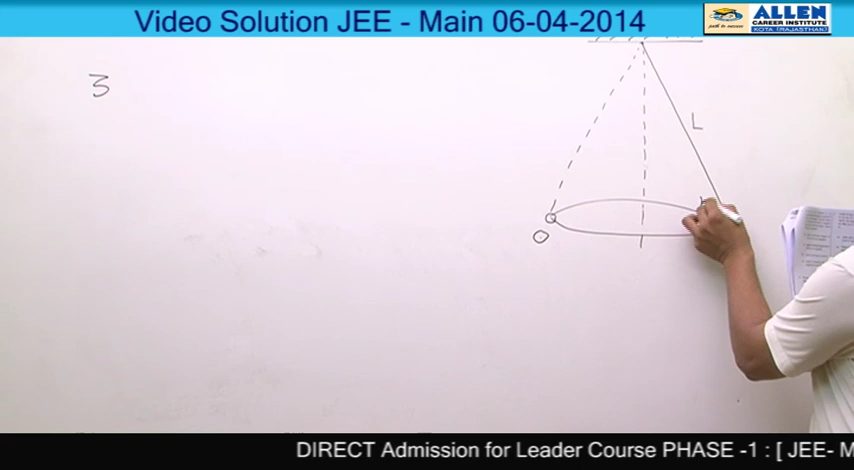 Video Solution JEE - Main 06-04-2014
ALLEN
CAREER INSTITUTE
KOTA (RAJASTHAN)
3
L
O
DIRECT Admission for Leader Course PHASE -1 : [ JEE- M